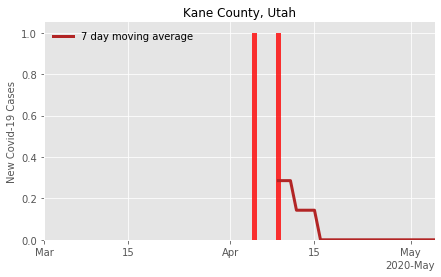 Kane County, Utah
7 day moving average
New Covid-19 Cases
1.0
0.8
0.6
0.4
0.2
0.0
Mar 15 Apr 15 May
2020-May